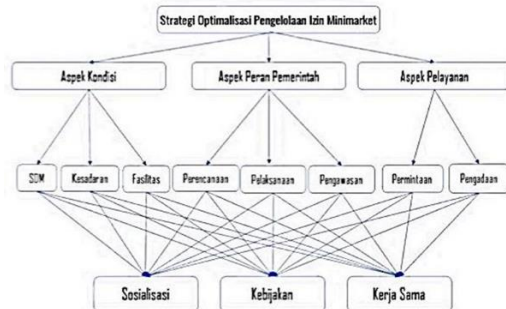 Strategi Optimalisasi Pengelolaan Izin Minimarket
Aspek Kondisi
Aspek Peran Pemerintah
Aspek Pelayanan
SDM
Kesadaran
Fasilitas
Perencanaan
Pelaksanaan
Pengawasan
Permintaan
Pengadaan
Sosialisasi
Kebijakan
Kerja Sama